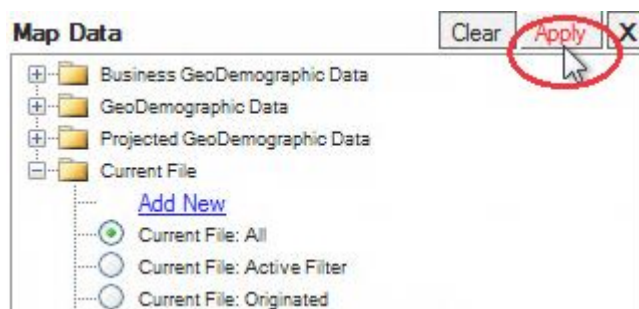 Map Data Clear Apply X
Business GeoDemographic Data
GeoDemographic Data
Projected GeoDemographic Data
Current File
Add New
Current File: All
Current File: Active Filter
Current File: Originated